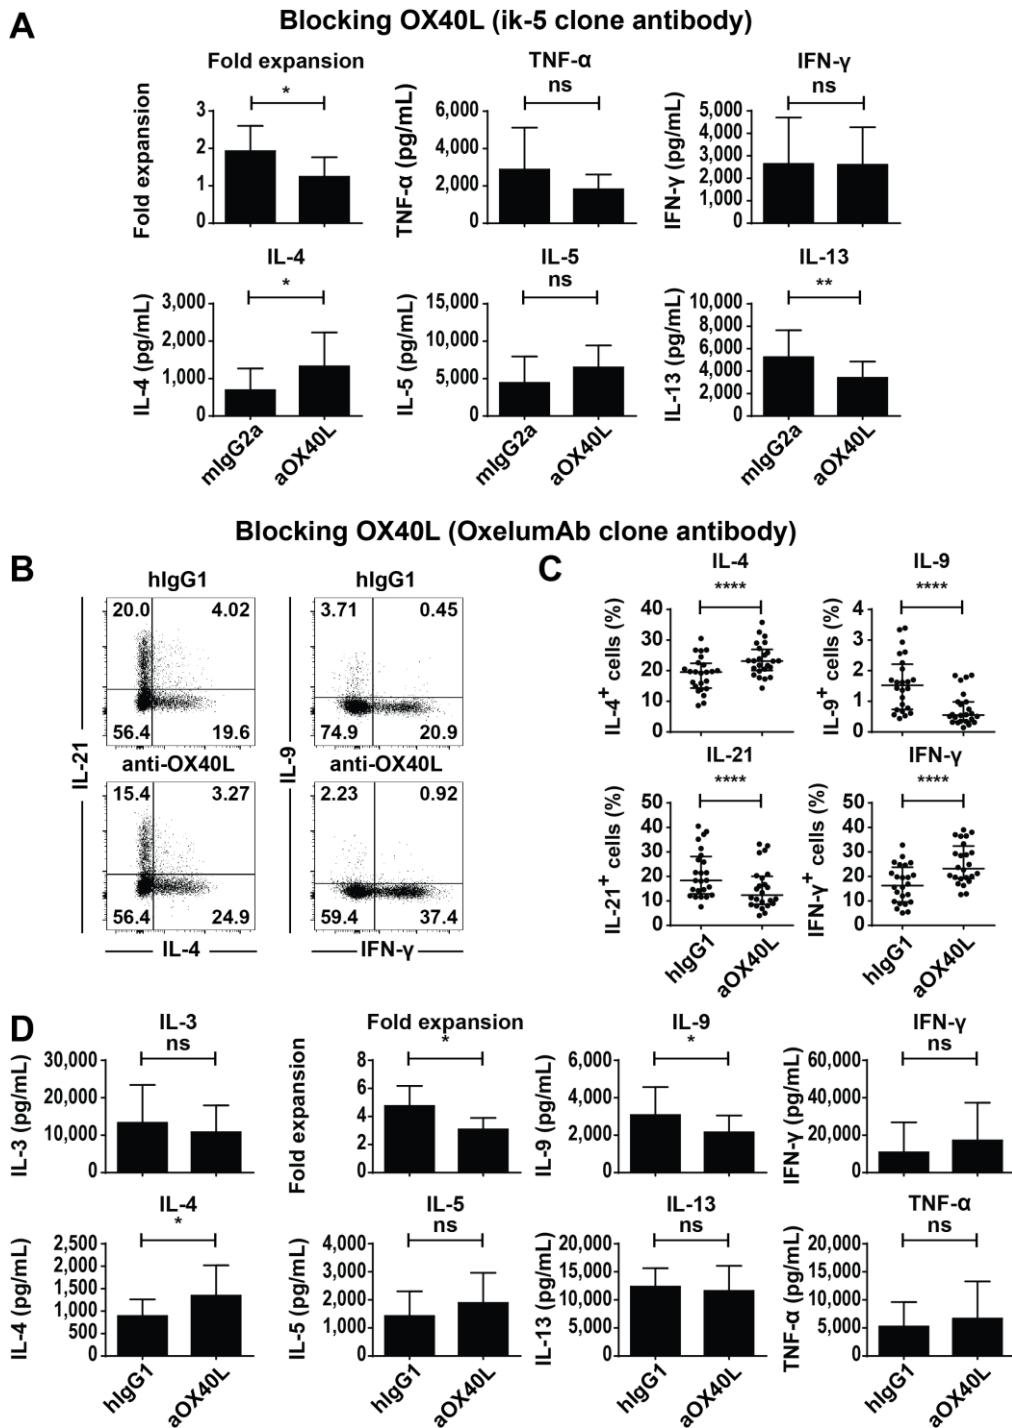 A
Blocking OX40L (ik-5 clone antibody)
Fold expansion
*
Fold expansion
3
2
1
0
TNF-α
ns
TNF-α (pg/mL)
6,000
4,000
2,000
0
IFN-γ
ns
IFN-γ (pg/mL)
5,000
4,000
3,000
2,000
1,000
0
IL-4
*
IL-4 (pg/mL)
3,000
2,000
1,000
0
mIgG2a
aOX40L
IL-5
ns
IL-5 (pg/mL)
15,000
10,000
5,000
0
mIgG2a
aOX40L
IL-13
**
IL-13 (pg/mL)
10,000
8,000
6,000
4,000
2,000
0
mIgG2a
aOX40L
Blocking OX40L (OxelumAb clone antibody)
B
hIgG1
20.0 4.02
56.4 19.6
anti-OX40L
15.4 3.27
56.4 24.9
IL-21
IL-4
hIgG1
3.71 0.45
74.9 20.9
anti-OX40L
2.23 0.92
59.4 37.4
IL-9
IFN-γ
C
IL-4
****
IL-4+ cells (%)
40
30
20
10
0
IL-9
****
IL-9+ cells (%)
4
3
2
1
0
IL-21
****
IL-21+ cells (%)
50
40
30
20
10
0
hIgG1
aOX40L
IFN-γ
****
IFN-γ+ cells (%)
50
40
30
20
10
0
hIgG1
aOX40L
D
IL-3
ns
IL-3 (pg/mL)
30,000
20,000
10,000
0
Fold expansion
*
Fold expansion
8
6
4
2
0
IL-9
*
IL-9 (pg/mL)
6,000
4,000
2,000
0
IFN-γ
ns
IFN-γ (pg/mL)
60,000
40,000
20,000
0
IL-4
*
IL-4 (pg/mL)
2,500
2,000
1,500
1,000
500
0
hIgG1
aOX40L
IL-5
ns
IL-5 (pg/mL)
4,000
3,000
2,000
1,000
0
hIgG1
aOX40L
IL-13
ns
IL-13 (pg/mL)
20,000
15,000
10,000
5,000
0
hIgG1
aOX40L
TNF-α
ns
TNF-α (pg/mL)
20,000
15,000
10,000
5,000
0
hIgG1
aOX40L